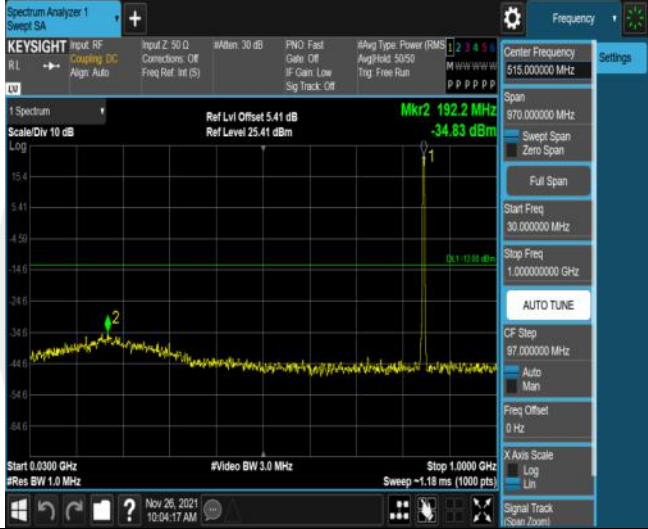 Spectrum Analyzer 1
Swept SA
+
Frequency
KEYSIGHT
RL
LV
Input: RF
Coupling: DC
Align: Auto
Input Z: 50 Ω
Corrections: Off
Freq Ref: Int (S)
#Atten: 30 dB
PNO: Fast
Gate: Off
IF Gain: Low
Sig Track: Off
#Avg Type: Power (RMS
Avg|Hold: 50/50
Trig: Free Run
1 2 3 4 5 6
M w w w w w
P P P P P P
Center Frequency
515.000000 MHz
Settings
Span
970.000000 MHz
Swept Span
Zero Span
Full Span
Start Freq
30.000000 MHz
Stop Freq
1.000000000 GHz
AUTO TUNE
CF Step
97.000000 MHz
Auto
Man
Freq Offset
0 Hz
X Axis Scale
Log
Lin
Signal Track
(Span Zoom)
1 Spectrum
Scale/Div 10 dB
Log
Ref Lvl Offset 5.41 dB
Ref Level 25.41 dBm
Mkr2 192.2 MHz
-34.83 dBm
15.4
5.41
-4.59
-14.6
-24.6
-34.6
-44.6
-54.6
-64.6
1
2
DL1 -13.00 dBm
Start 0.0300 GHz
#Res BW 1.0 MHz
#Video BW 3.0 MHz
Stop 1.0000 GHz
Sweep ~1.18 ms (1000 pts)
?
Nov 26, 2021
10:04:17 AM